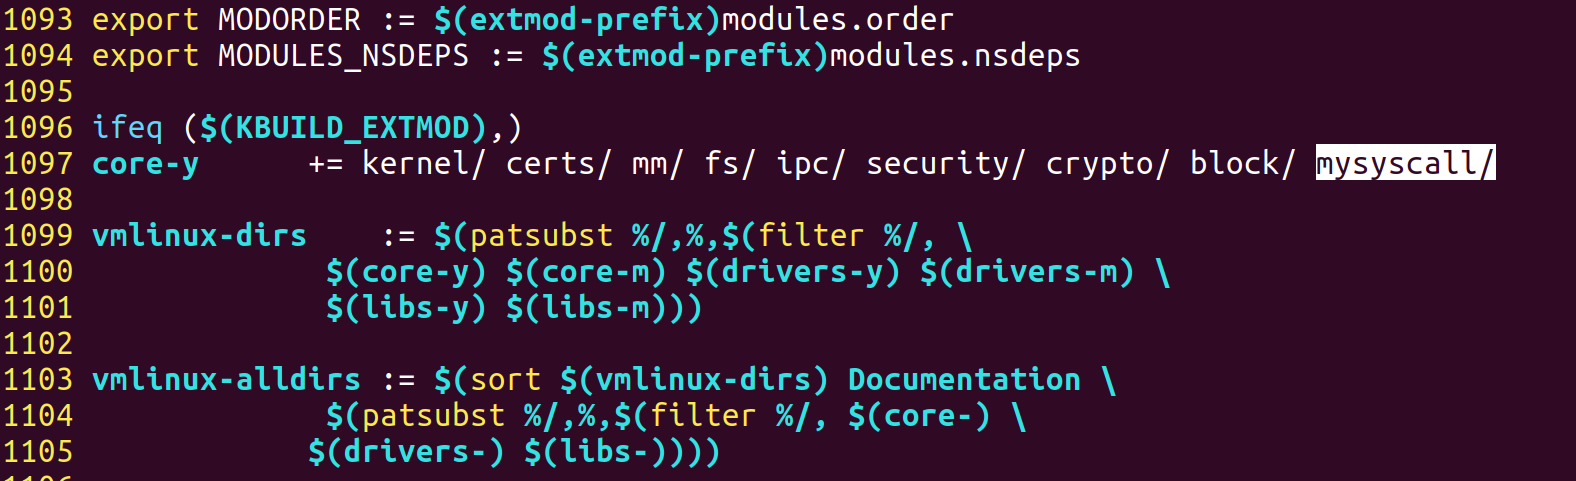 1093 export MODORDER := $(extmod-prefix)modules.order
1094 export MODULES_NSDEPS := $(extmod-prefix)modules.nsdeps
1095
1096 ifeq ($(KBUILD_EXTMOD),)
1097 core-y      += kernel/ certs/ mm/ fs/ ipc/ security/ crypto/ block/ mysyscall/
1098
1099 vmlinux-dirs    := $(patsubst %/,%,$(filter %/, \
1100              $(core-y) $(core-m) $(drivers-y) $(drivers-m) \
1101              $(libs-y) $(libs-m)))
1102
1103 vmlinux-alldirs := $(sort $(vmlinux-dirs) Documentation \
1104              $(patsubst %/,%,$(filter %/, $(core-) \
1105             $(drivers-) $(libs-))))